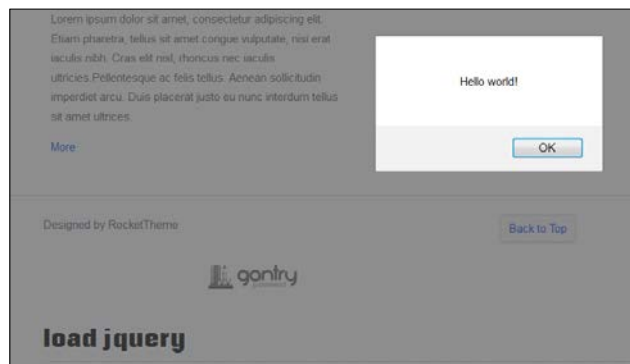 Lorem ipsum dolor sit amet, consectetur adipiscing elit.
Etiam pharetra, tellus sit amet congue vulputate, nisi erat
iaculis nibh. Cras elit nisl, rhoncus nec iaculis
ultricies.Pellentesque ac felis tellus. Aenean sollicitudin
imperdiet arcu. Duis placerat justo eu nunc interdum tellus
sit amet ultrices.
More
Hello world!
OK
Designed by RocketTheme
Back to Top
gantry
load jquery